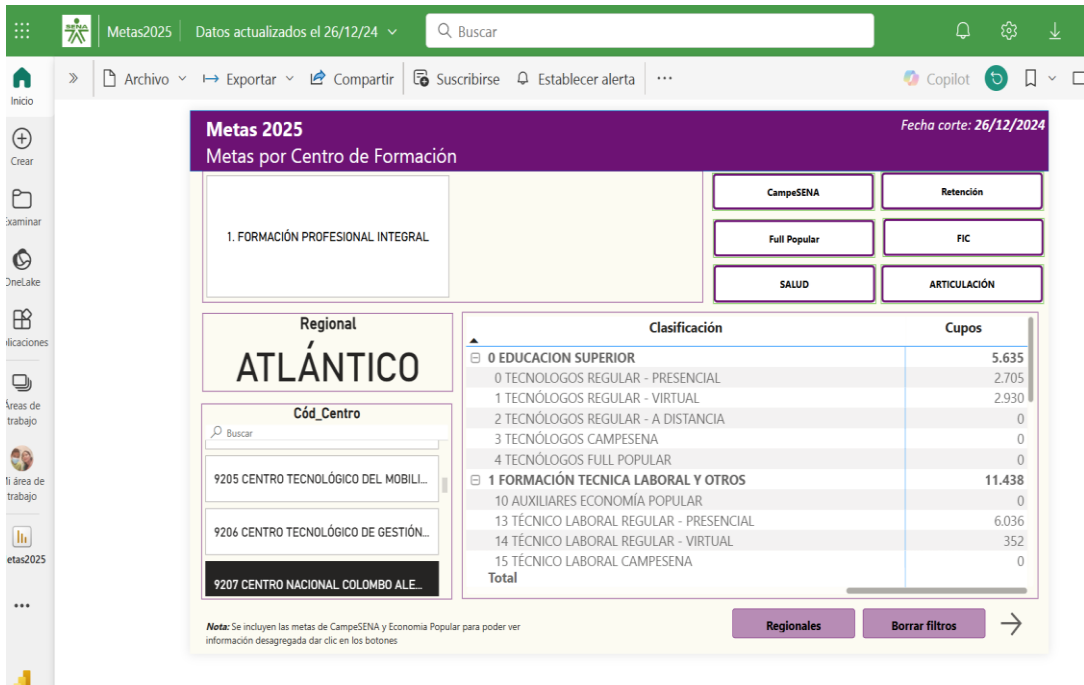 SENA
Metas2025 Datos actualizados el 26/12/24
Buscar
Archivo Exportar Compartir Suscribirse Establecer alerta ... Copilot
Inicio
Crear
Examinar
OneLake
plicaciones
Áreas de
trabajo
Mi área de
trabajo
etas2025
Metas 2025
Fecha corte: 26/12/2024
Metas por Centro de Formación
1. FORMACIÓN PROFESIONAL INTEGRAL
CampeSENA
Retención
Full Popular
FIC
SALUD
ARTICULACIÓN
Regional
ATLÁNTICO
Cód_Centro
Buscar
9205 CENTRO TECNOLÓGICO DEL MOBILI...
9206 CENTRO TECNOLÓGICO DE GESTIÓN...
9207 CENTRO NACIONAL COLOMBO ALE...
Clasificación Cupos
0 EDUCACION SUPERIOR 5.635
0 TECNOLOGOS REGULAR - PRESENCIAL 2.705
1 TECNOLOGOS REGULAR - VIRTUAL 2.930
2 TECNOLOGOS REGULAR - A DISTANCIA 0
3 TECNÓLOGOS CAMPESENA 0
4 TECNÓLOGOS FULL POPULAR 0
1 FORMACIÓN TECNICA LABORAL Y OTROS 11.438
10 AUXILIARES ECONOMÍA POPULAR 0
13 TÉCNICO LABORAL REGULAR - PRESENCIAL 6.036
14 TÉCNICO LABORAL REGULAR - VIRTUAL 352
15 TÉCNICO LABORAL CAMPESENA 0
Total
Nota: Se incluyen las metas de CampeSENA y Economia Popular para poder ver
información desagregada dar clic en los botones
Regionales
Borrar filtros